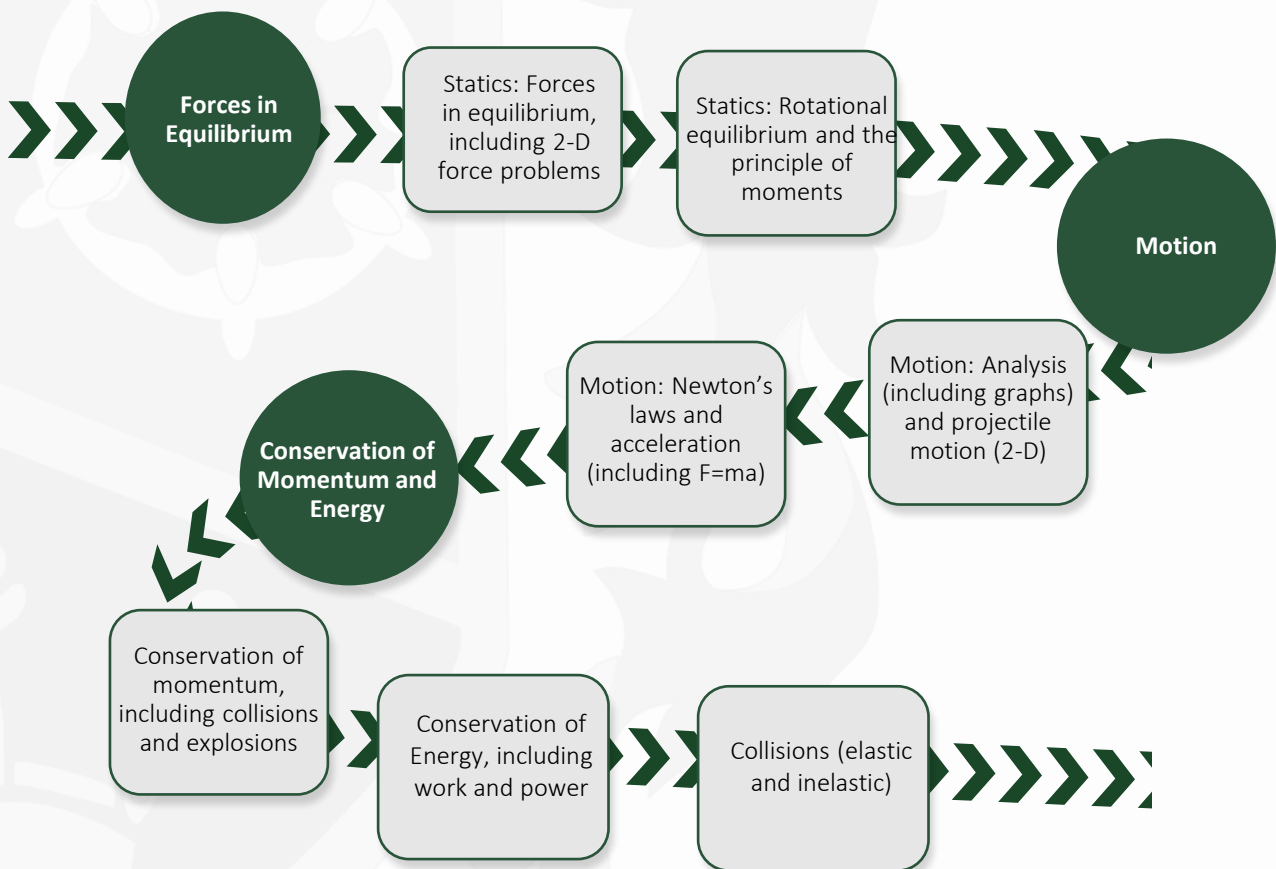 Forces in
Equilibrium
Statics: Forces
in equilibrium,
including 2-D
force problems
Statics: Rotational
equilibrium and the
principle of
moments
Motion
Motion: Analysis
(including graphs)
and projectile
motion (2-D)
Motion: Newton’s
laws and
acceleration
(including F=ma)
Conservation of
Momentum and
Energy
Conservation of
momentum,
including collisions
and explosions
Conservation of
Energy, including
work and power
Collisions (elastic
and inelastic)